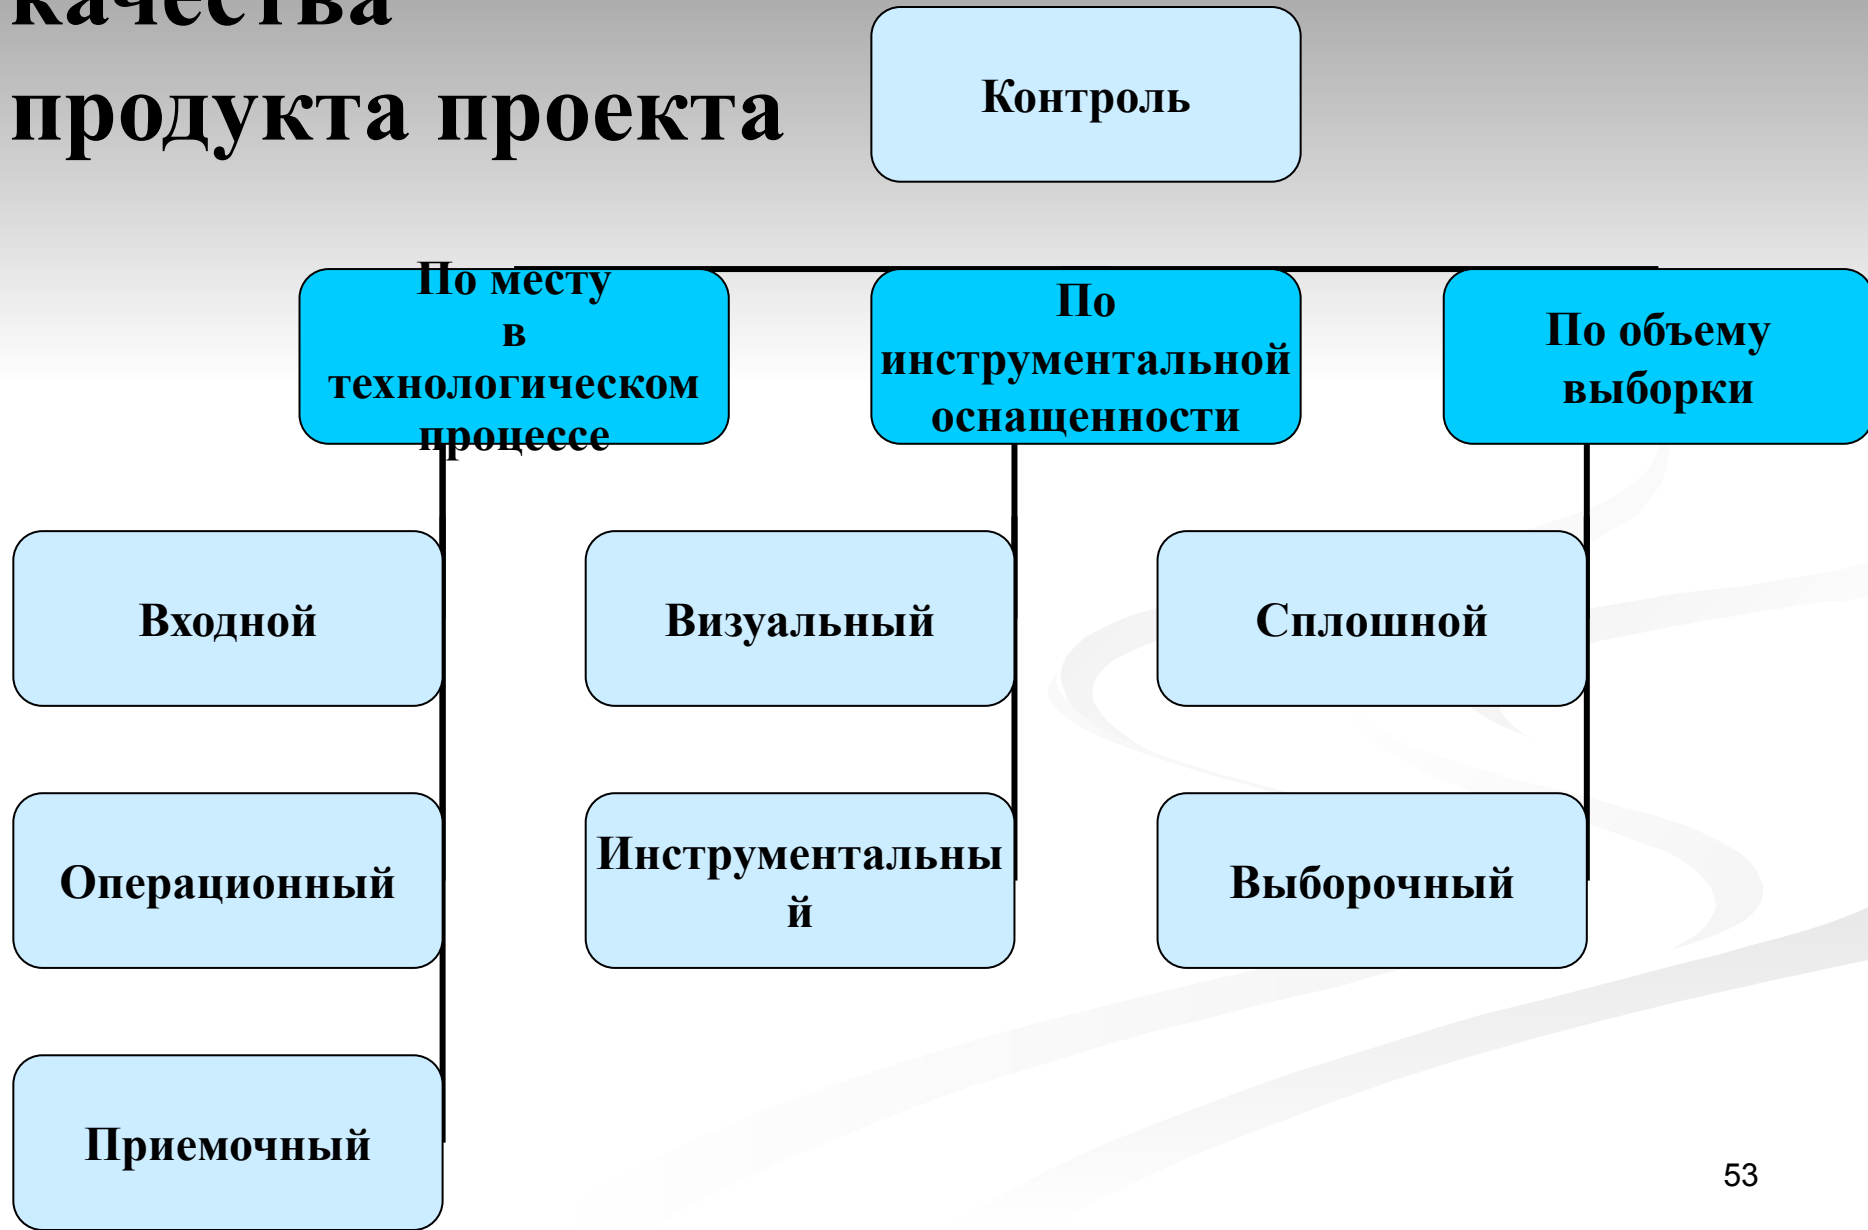 качества
продукта проекта
Контроль
По месту
в
технологическом
процессе
По
инструментальной
оснащенности
По объему
выборки
Входной
Визуальный
Сплошной
Операционный
Инструментальны
й
Выборочный
Приемочный
53